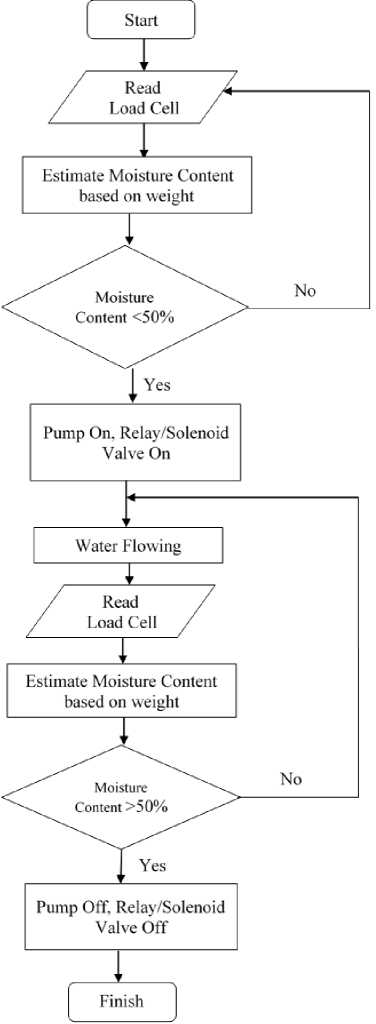 Start
Read
Load Cell
Estimate Moisture Content
based on weight
Moisture
Content <50%
No
Yes
Pump On, Relay/Solenoid
Valve On
Water Flowing
Read
Load Cell
Estimate Moisture Content
based on weight
Moisture
Content >50%
No
Yes
Pump Off, Relay/Solenoid
Valve Off
Finish